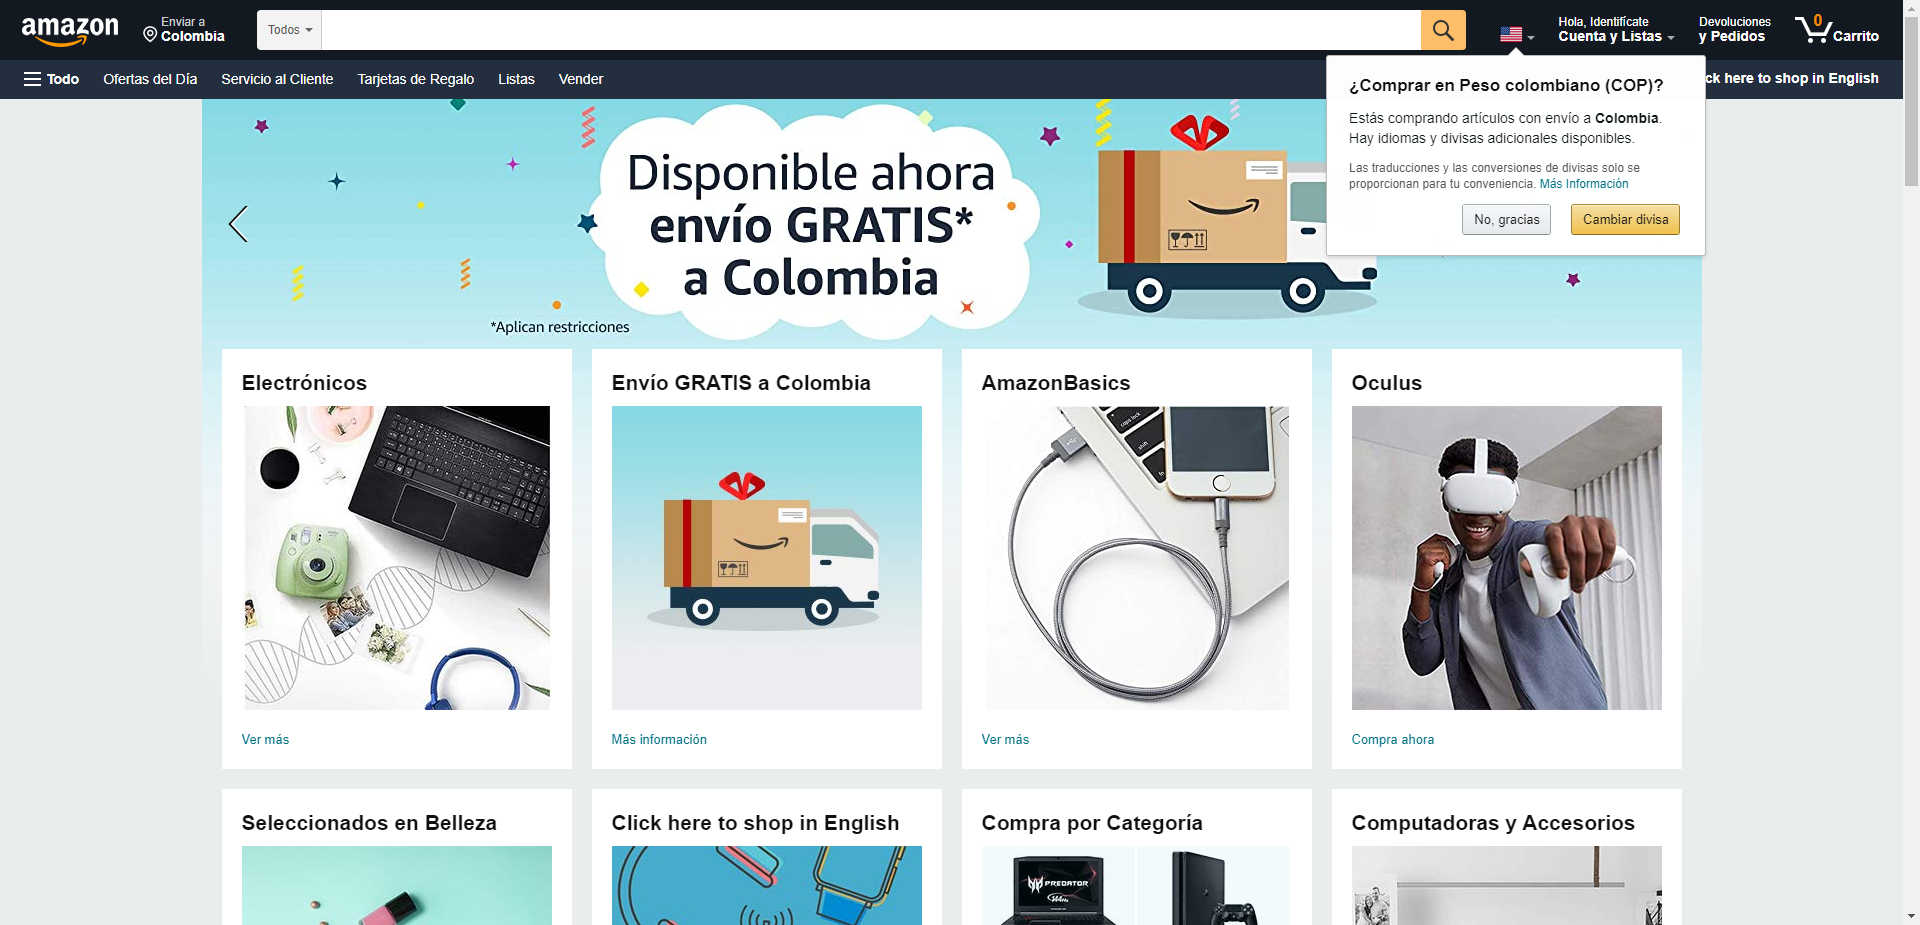 amazon
Enviar a
Colombia
Todos
Hola, Identifícate
Cuenta y Listas
Devoluciones
y Pedidos
0
Carrito
Todo
Ofertas del Día
Servicio al Cliente
Tarjetas de Regalo
Listas
Vender
ck here to shop in English
¿Comprar en Peso colombiano (COP)?
Estás comprando artículos con envío a Colombia.
Hay idiomas y divisas adicionales disponibles.
Las traducciones y las conversiones de divisas solo se
proporcionan para tu conveniencia. Más Información
No, gracias
Cambiar divisa
Disponible ahora
envío GRATIS*
a Colombia
*Aplican restricciones
Electrónicos
Ver más
Envío GRATIS a Colombia
Más información
AmazonBasics
caps lock
shift
fn
Ver más
Oculus
Compra ahora
Seleccionados en Belleza
Click here to shop in English
Compra por Categoría
PREDATOR
Computadoras y Accesorios